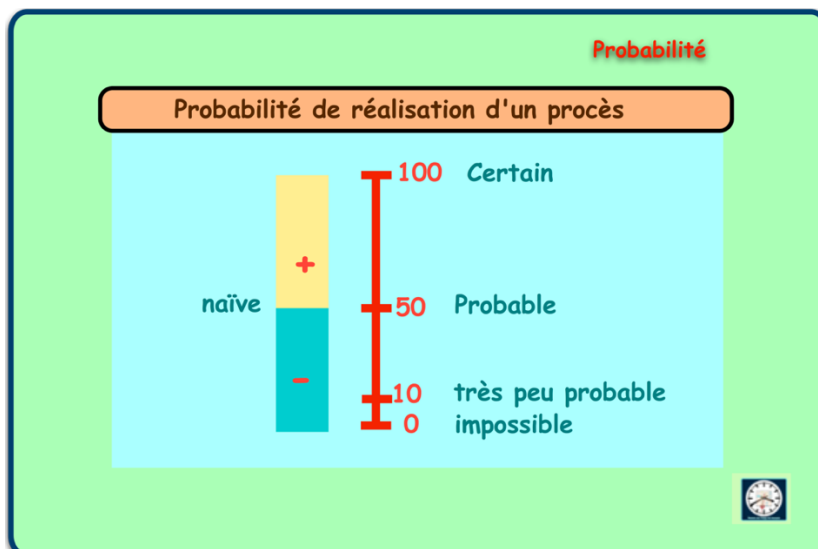 Probabilité
Probabilité de réalisation d'un procès
100 Certain
+
naïve
50 Probable
-
10 très peu probable
0 impossible